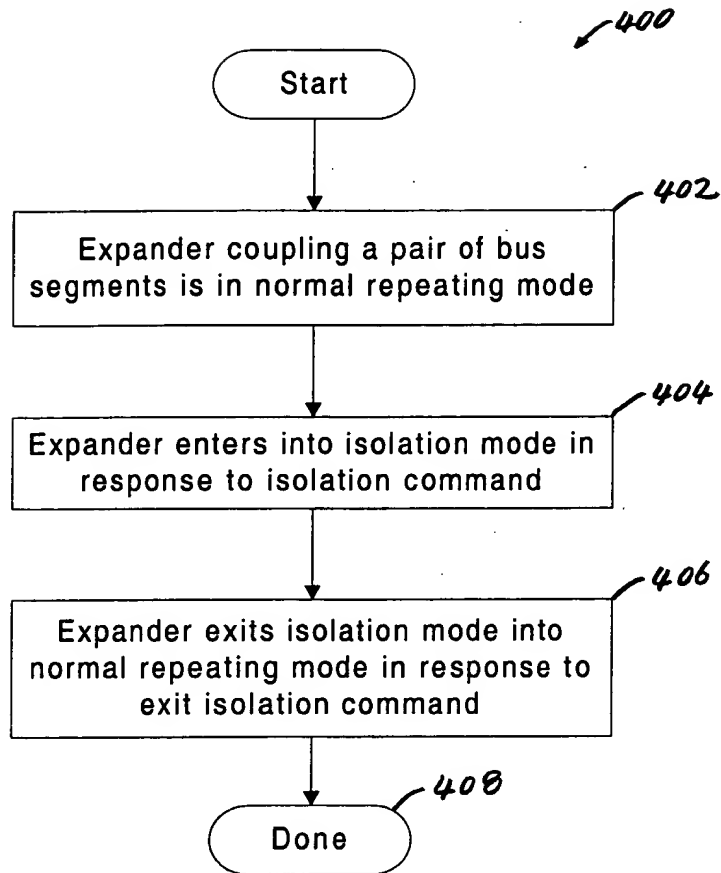 400
Start
402
Expander coupling a pair of bus
segments is in normal repeating mode
404
Expander enters into isolation mode in
response to isolation command
406
Expander exits isolation mode into
normal repeating mode in response to
exit isolation command
408
Done